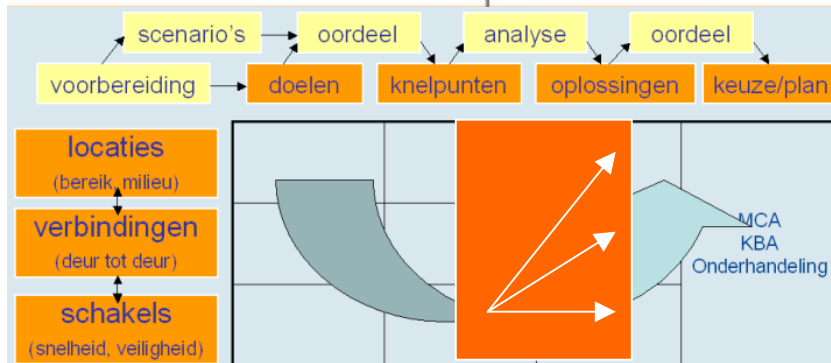 scenario's
oordeel
analyse
oordeel
voorbereiding
doelen
knelpunten
oplossingen
keuze/plan
locaties
(bereik, milieu)
verbindingen
(deur tot deur)
schakels
(snelheid, veiligheid)
MCA
KBA
Onderhandeling